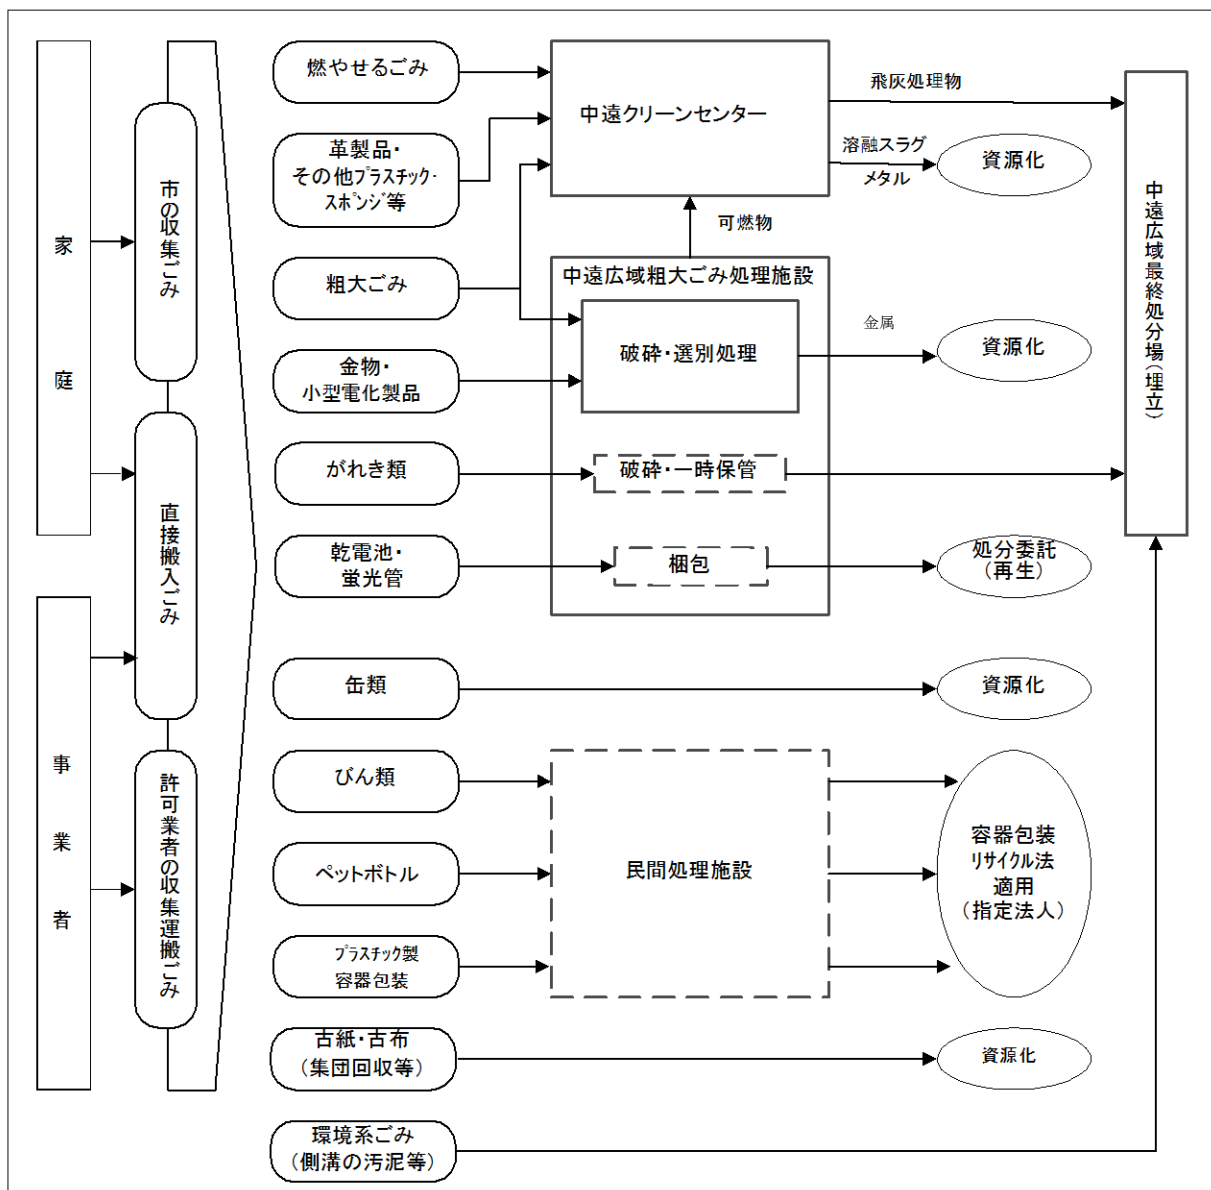 家庭
事業者
市の収集ごみ
直接搬入ごみ
許可業者の収集運搬ごみ
燃やせるごみ
革製品・
その他プラスチック・
スポンジ等
粗大ごみ
金物・
小型電化製品
がれき類
乾電池・
蛍光管
缶類
びん類
ペットボトル
プラスチック製
容器包装
古紙・古布
（集団回収等）
環境系ごみ
（側溝の汚泥等）
中遠クリーンセンター
可燃物
中遠広域粗大ごみ処理施設
破砕・選別処理
破砕・一時保管
梱包
民間処理施設
飛灰処理物
溶融スラグ
メタル
資源化
金属
資源化
処分委託
（再生）
資源化
容器包装
リサイクル法
適用
（指定法人）
資源化
中遠広域最終処分場（埋立）